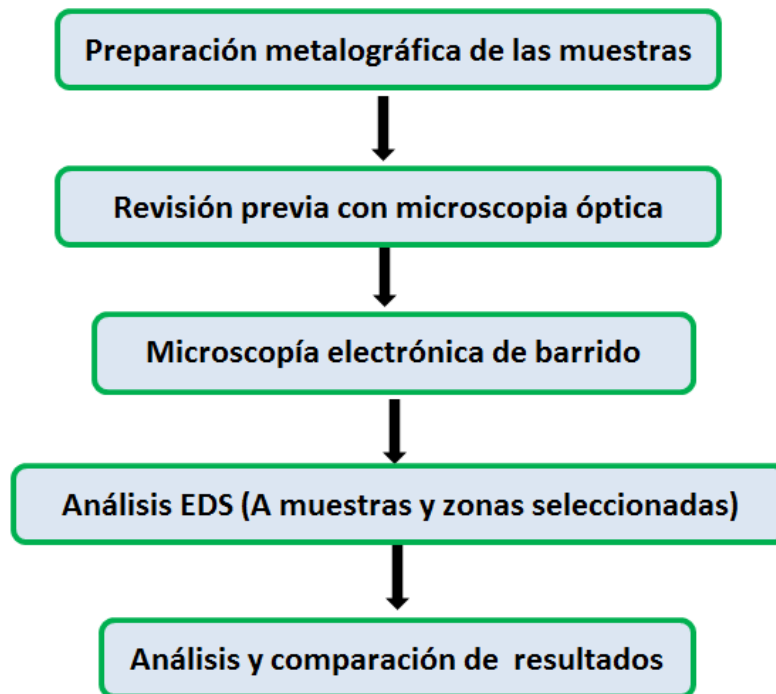 Preparación metalográfica de las muestras
Revisión previa con microscopia óptica
Microscopía electrónica de barrido
Análisis EDS (A muestras y zonas seleccionadas)
Análisis y comparación de resultados